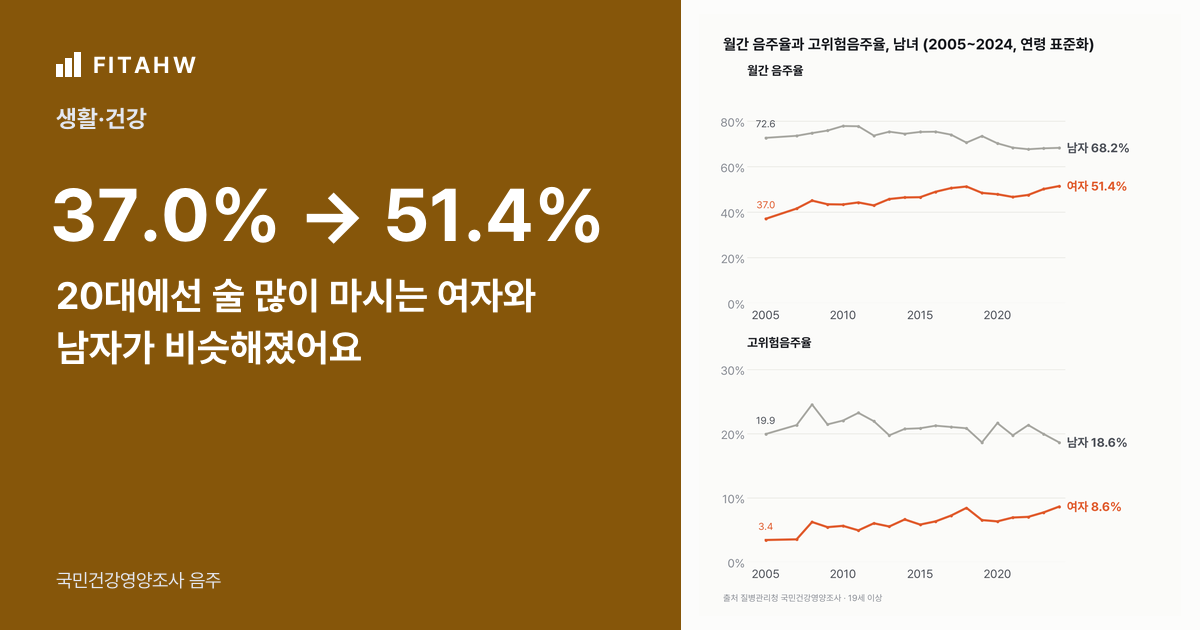 FITAHW
생활·건강
37.0% → 51.4%
20대에선 술 많이 마시는 여자와
남자가 비슷해졌어요
국민건강영양조사 음주
월간 음주율과 고위험음주율, 남녀 (2005~2024, 연령 표준화)
월간 음주율
80%
72.6
남자 68.2%
60%
여자 51.4%
37.0
40%
20%
0%
2005
2010
2015
2020
고위험음주율
30%
19.9
20%
남자 18.6%
10%
여자 8.6%
3.4
0%
2005
2010
2015
2020
출처 질병관리청 국민건강영양조사 · 19세 이상